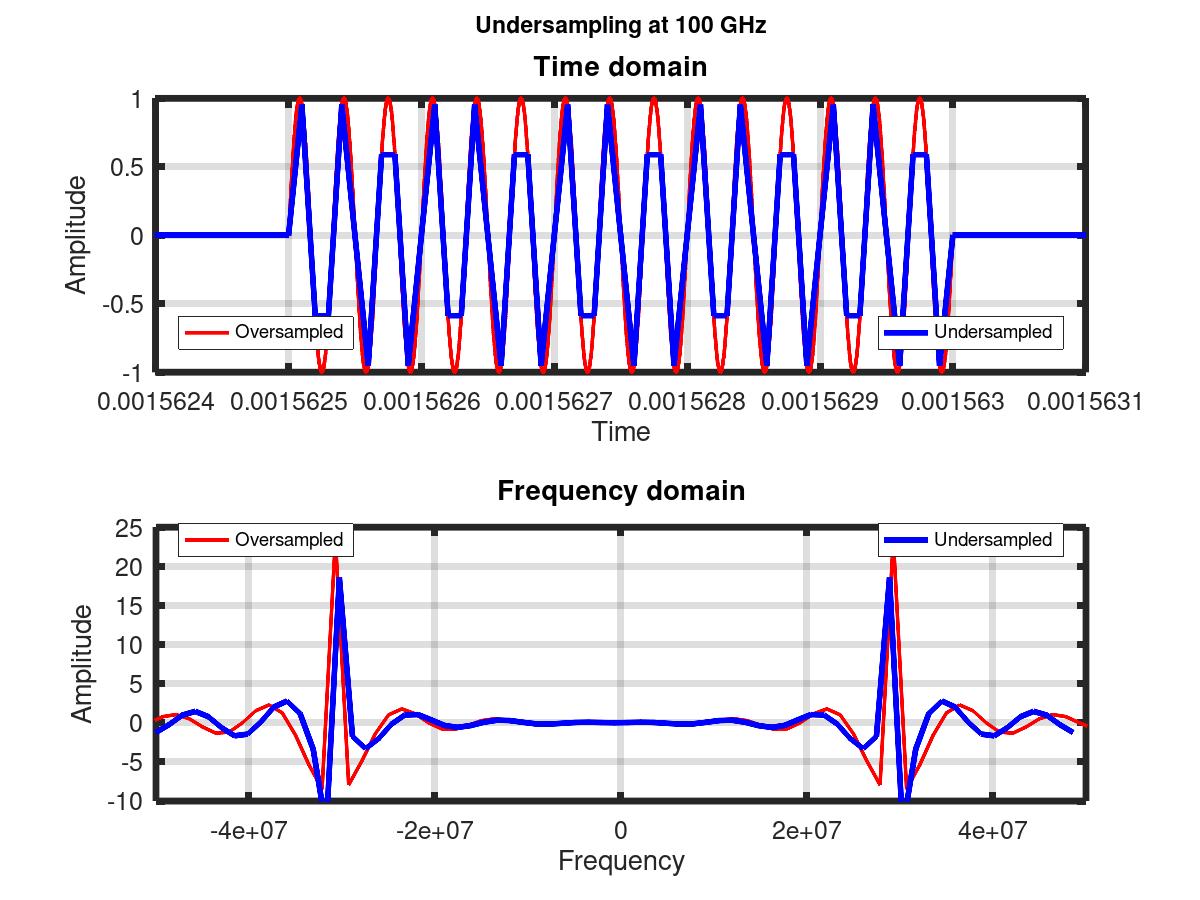 Undersampling at 100 GHz
Time domain
1
0.5
0
-0.5
-1
Amplitude
Oversampled
Undersampled
0.0015624 0.0015625 0.0015626 0.0015627 0.0015628 0.0015629 0.001563 0.0015631
Time
Frequency domain
25
20
15
10
5
0
-5
-10
Amplitude
Oversampled
Undersampled
-4e+07 -2e+07 0 2e+07 4e+07
Frequency